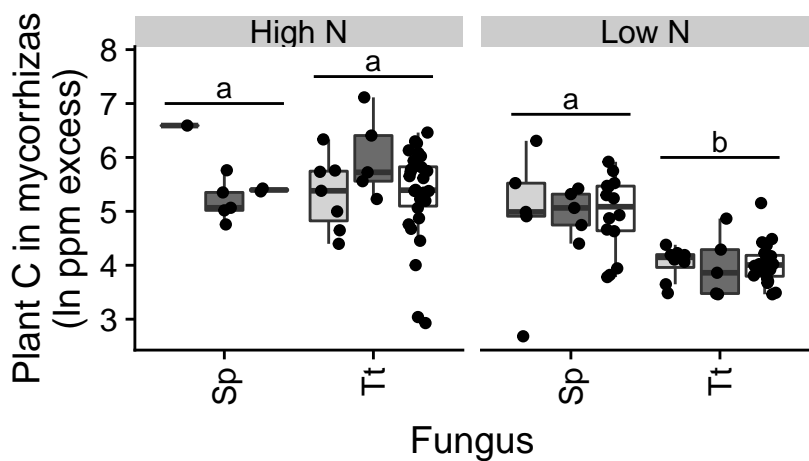 High N
Low N
Plant C in mycorrhizas
(ln ppm excess)
8
7
6
5
4
3
a
a
a
b
Sp
Tt
Sp
Tt
Fungus